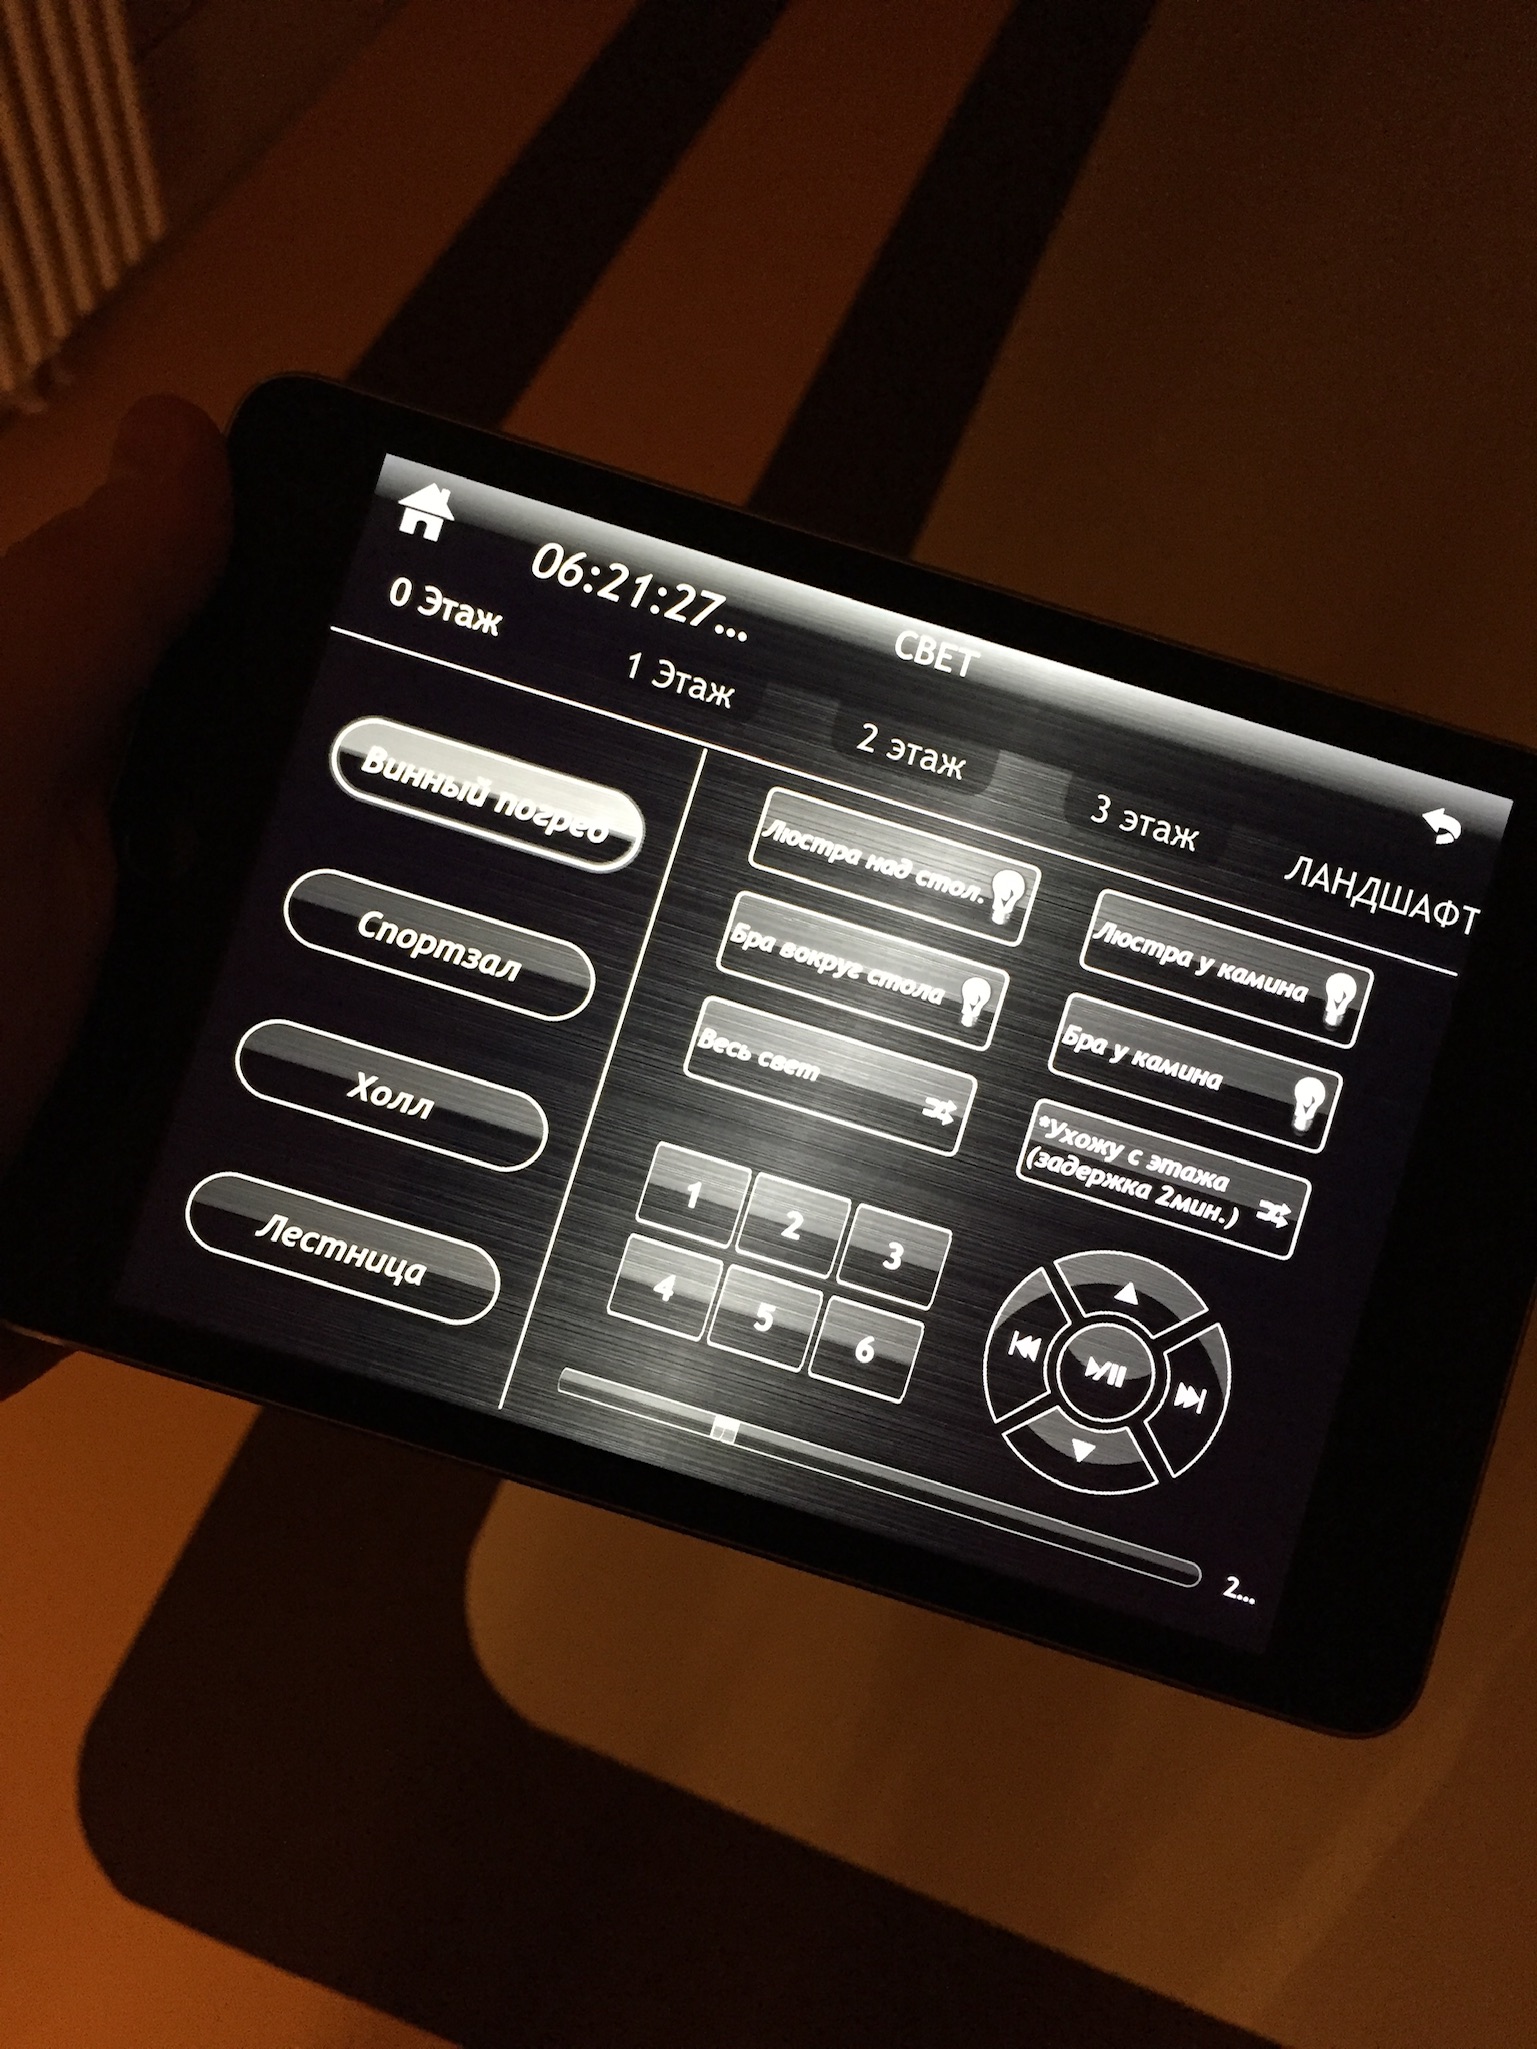 06:21:27...
СВЕТ
0 Этаж
1 Этаж
2 этаж
3 этаж
ЛАНДШАФТ
Винный погреб
Спортзал
Холл
Лестница
Люстра над стол.
Люстра у камина
Бра вокруг стола
Бра у камина
Весь свет
*Ухожу с этажа
(задержка 2мин.)
1 2 3
4 5 6
2...